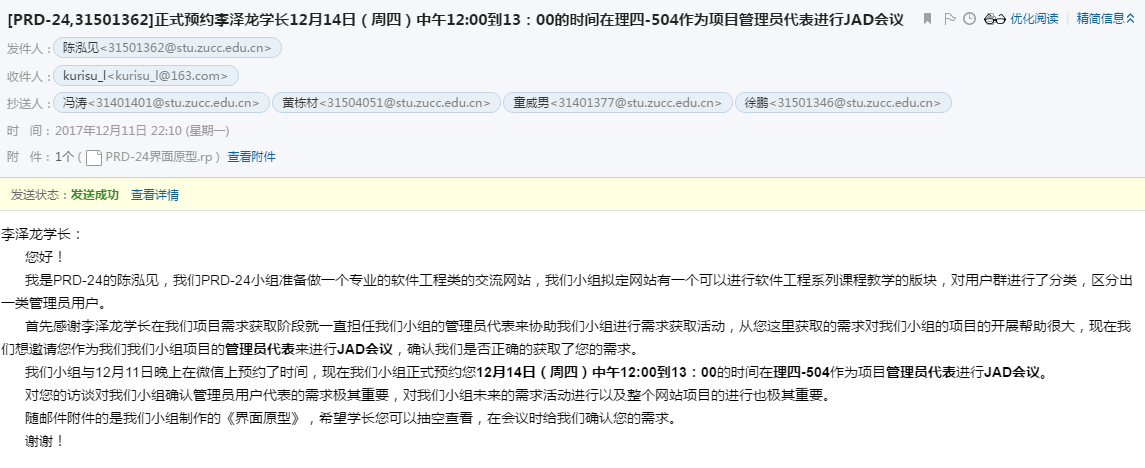 [PRD-24,31501362]正式预约李泽龙学长12月14日（周四）中午12:00到13：00的时间在理四-504作为项目管理员代表进行JAD会议 优化阅读 | 精简信息
发件人：陈泓见<31501362@stu.zucc.edu.cn>
收件人：kurisu_l<kurisu_l@163.com>
抄送人：冯涛<31401401@stu.zucc.edu.cn> 黄栋材<31504051@stu.zucc.edu.cn> 童威男<31401377@stu.zucc.edu.cn> 徐鹏<31501346@stu.zucc.edu.cn>
时 间：2017年12月11日 22:10 (星期一)
附 件：1个 ( PRD-24界面原型.rp ) 查看附件
发送状态：发送成功 查看详情
李泽龙学长：
您好！
我是PRD-24的陈泓见，我们PRD-24小组准备做一个专业的软件工程类的交流网站，我们小组拟定网站有一个可以进行软件工程系列课程教学的版块，对用户群进行了分类，区分出
一类管理员用户。
首先感谢李泽龙学长在我们项目需求获取阶段就一直担任我们小组的管理员代表来协助我们小组进行需求获取活动，从您这里获取的需求对我们小组的项目的开展帮助很大，现在我
们想邀请您作为我们我们小组项目的管理员代表来进行JAD会议，确认我们是否正确的获取了您的需求。
我们小组与12月11日晚上在微信上预约了时间，现在我们小组正式预约您12月14日（周四）中午12:00到13：00的时间在理四-504作为项目管理员代表进行JAD会议。
对您的访谈对我们小组确认管理员用户代表的需求极其重要，对我们小组未来的需求活动进行以及整个网站项目的进行也极其重要。
随邮件附件的是我们小组制作的《界面原型》，希望学长您可以抽空查看，在会议时给我们确认您的需求。
谢谢！